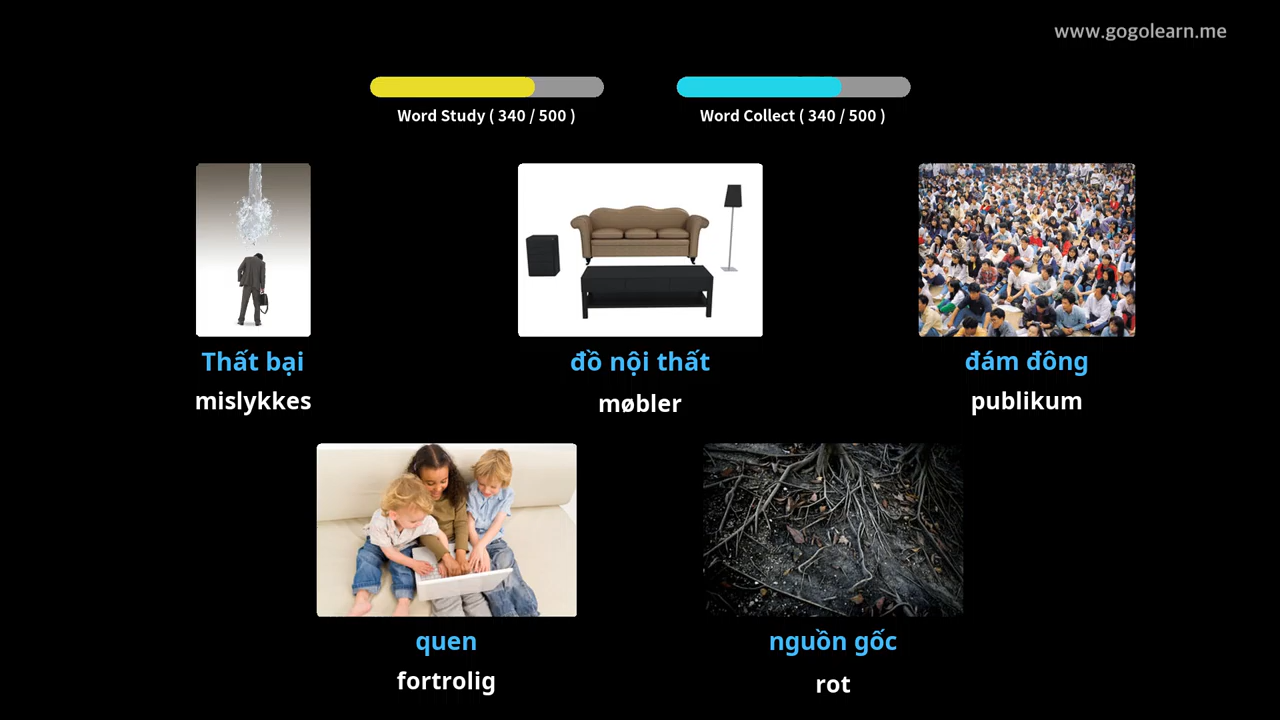 www.gogolearn.me
Word Study ( 340 / 500 )
Word Collect ( 340 / 500 )
Thất bại
mislykkes
đồ nội thất
møbler
đám đông
publikum
quen
fortrolig
nguồn gốc
rot